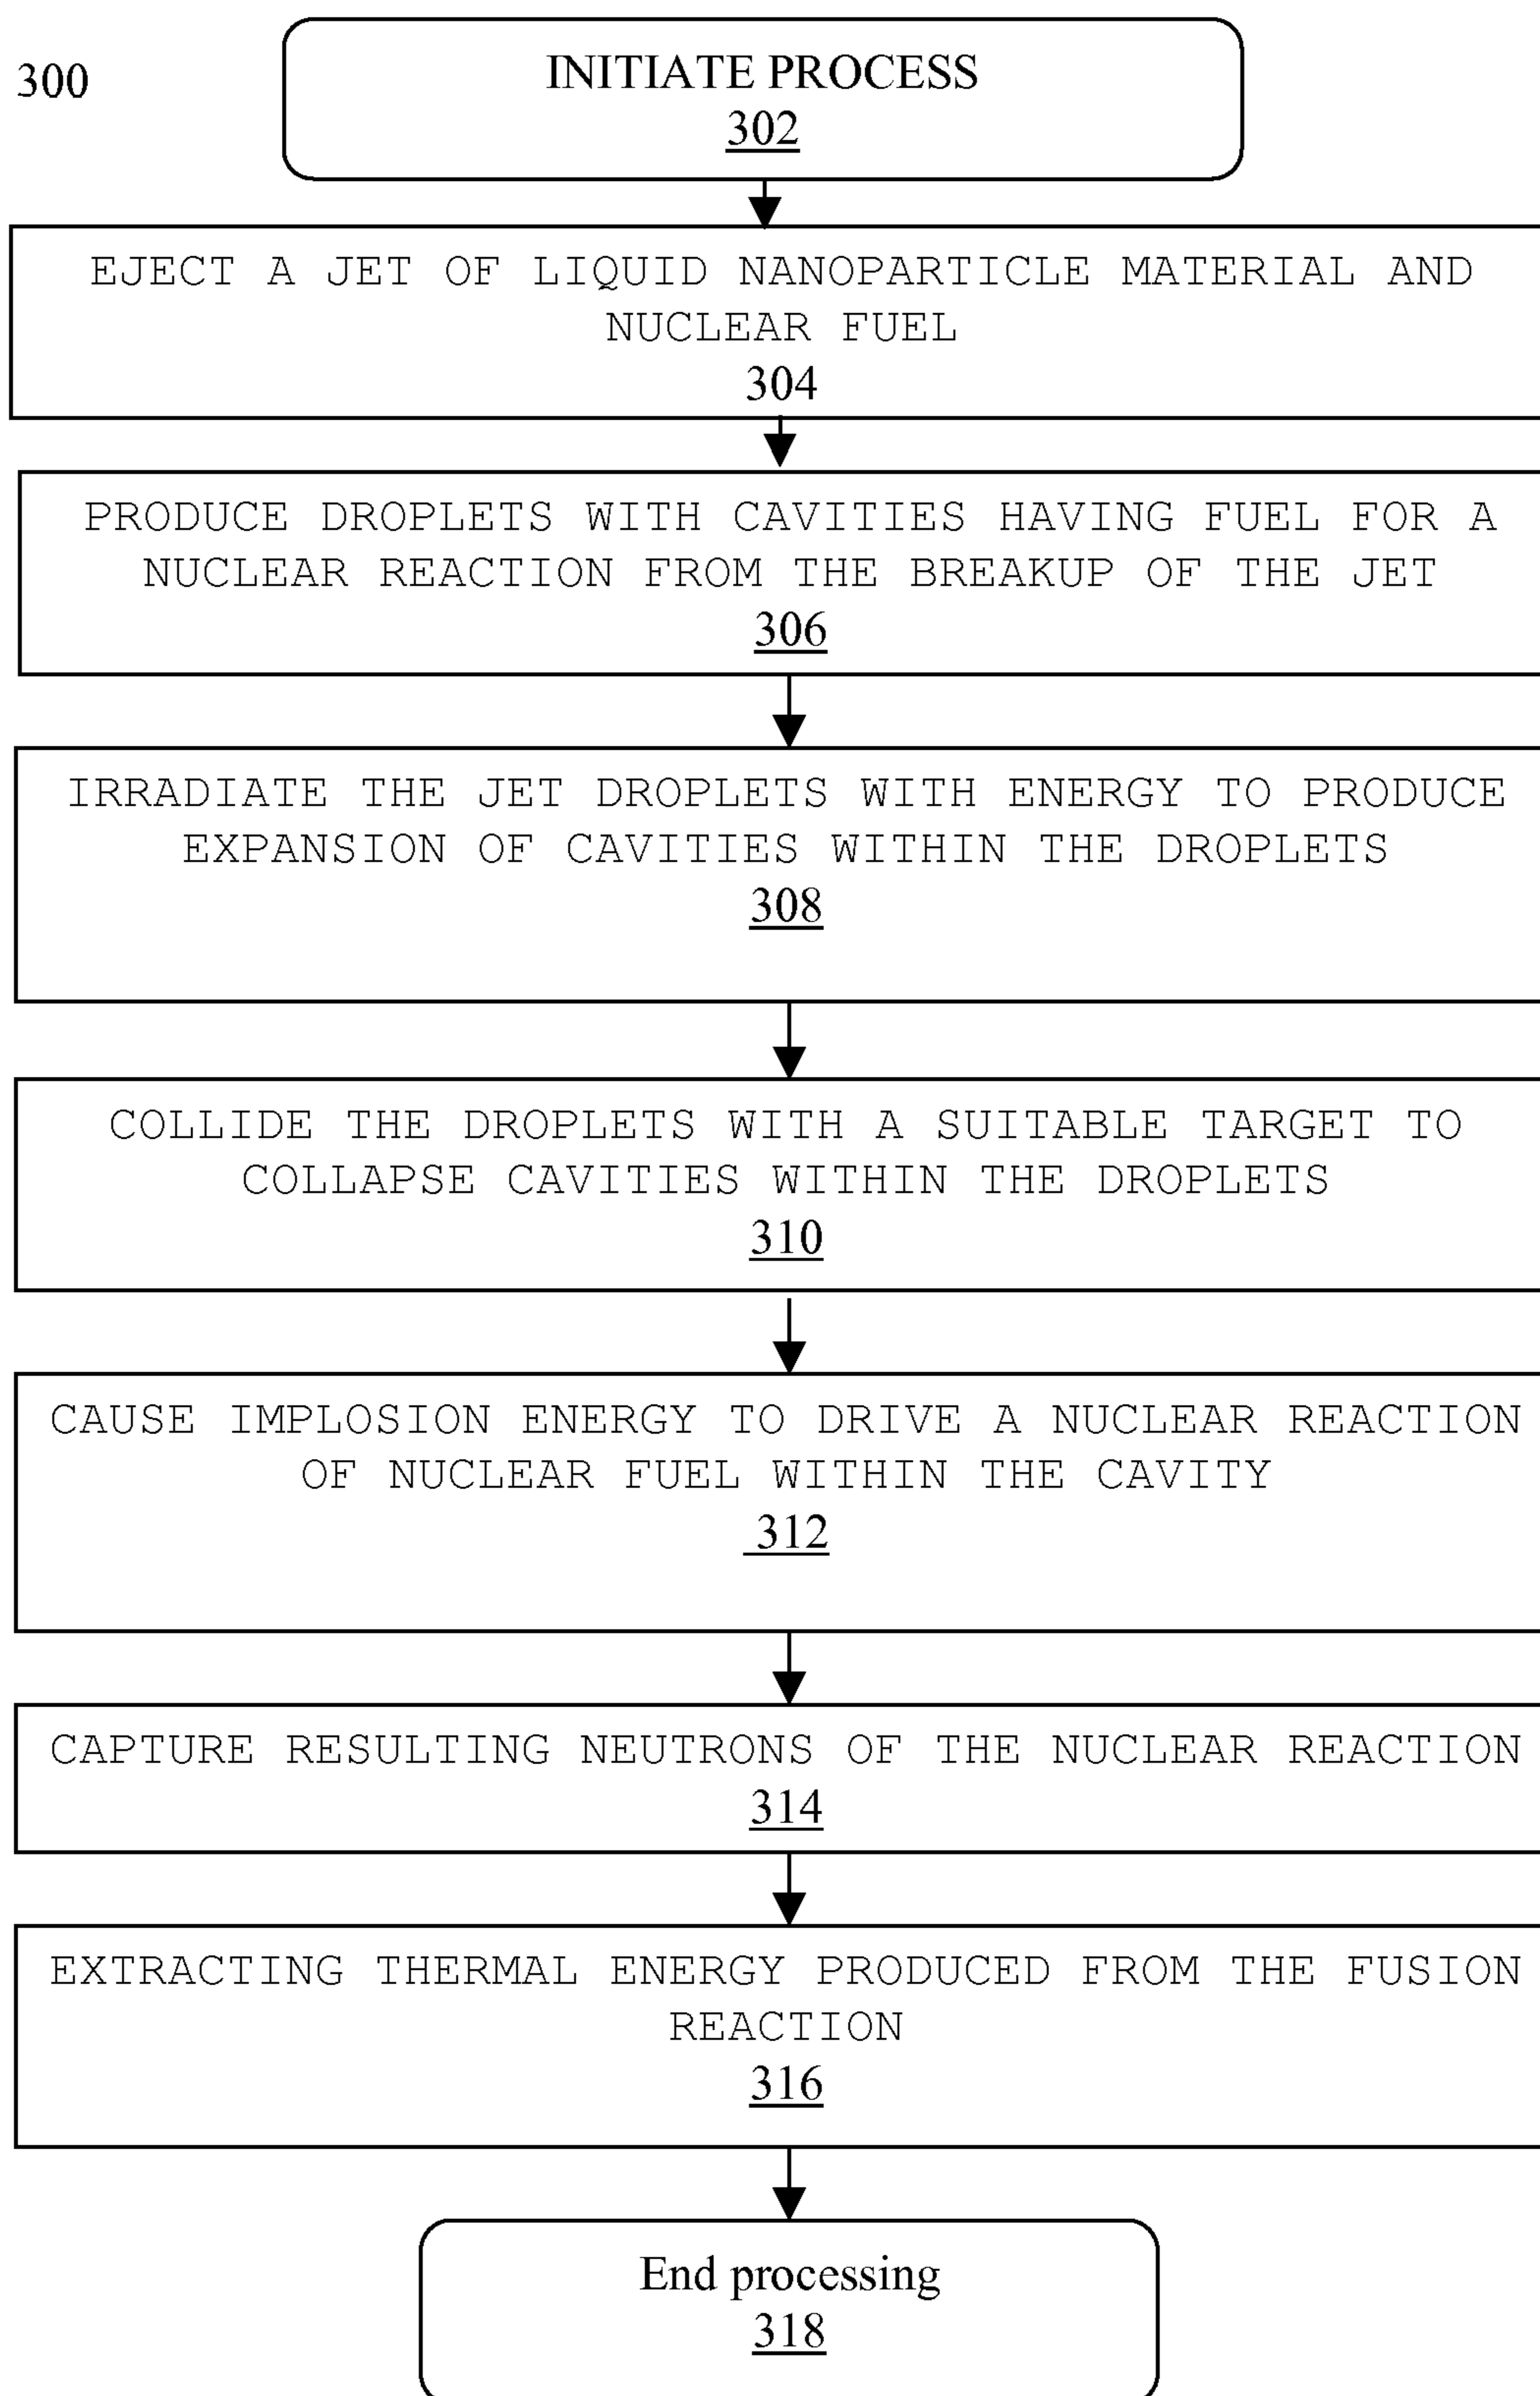 300
INITIATE PROCESS
302
EJECT A JET OF LIQUID NANOPARTICLE MATERIAL AND
NUCLEAR FUEL
304
PRODUCE DROPLETS WITH CAVITIES HAVING FUEL FOR A
NUCLEAR REACTION FROM THE BREAKUP OF THE JET
306
IRRADIATE THE JET DROPLETS WITH ENERGY TO PRODUCE
EXPANSION OF CAVITIES WITHIN THE DROPLETS
308
COLLIDE THE DROPLETS WITH A SUITABLE TARGET TO
COLLAPSE CAVITIES WITHIN THE DROPLETS
310
CAUSE IMPLOSION ENERGY TO DRIVE A NUCLEAR REACTION
OF NUCLEAR FUEL WITHIN THE CAVITY
312
CAPTURE RESULTING NEUTRONS OF THE NUCLEAR REACTION
314
EXTRACTING THERMAL ENERGY PRODUCED FROM THE FUSION
REACTION
316
End processing
318